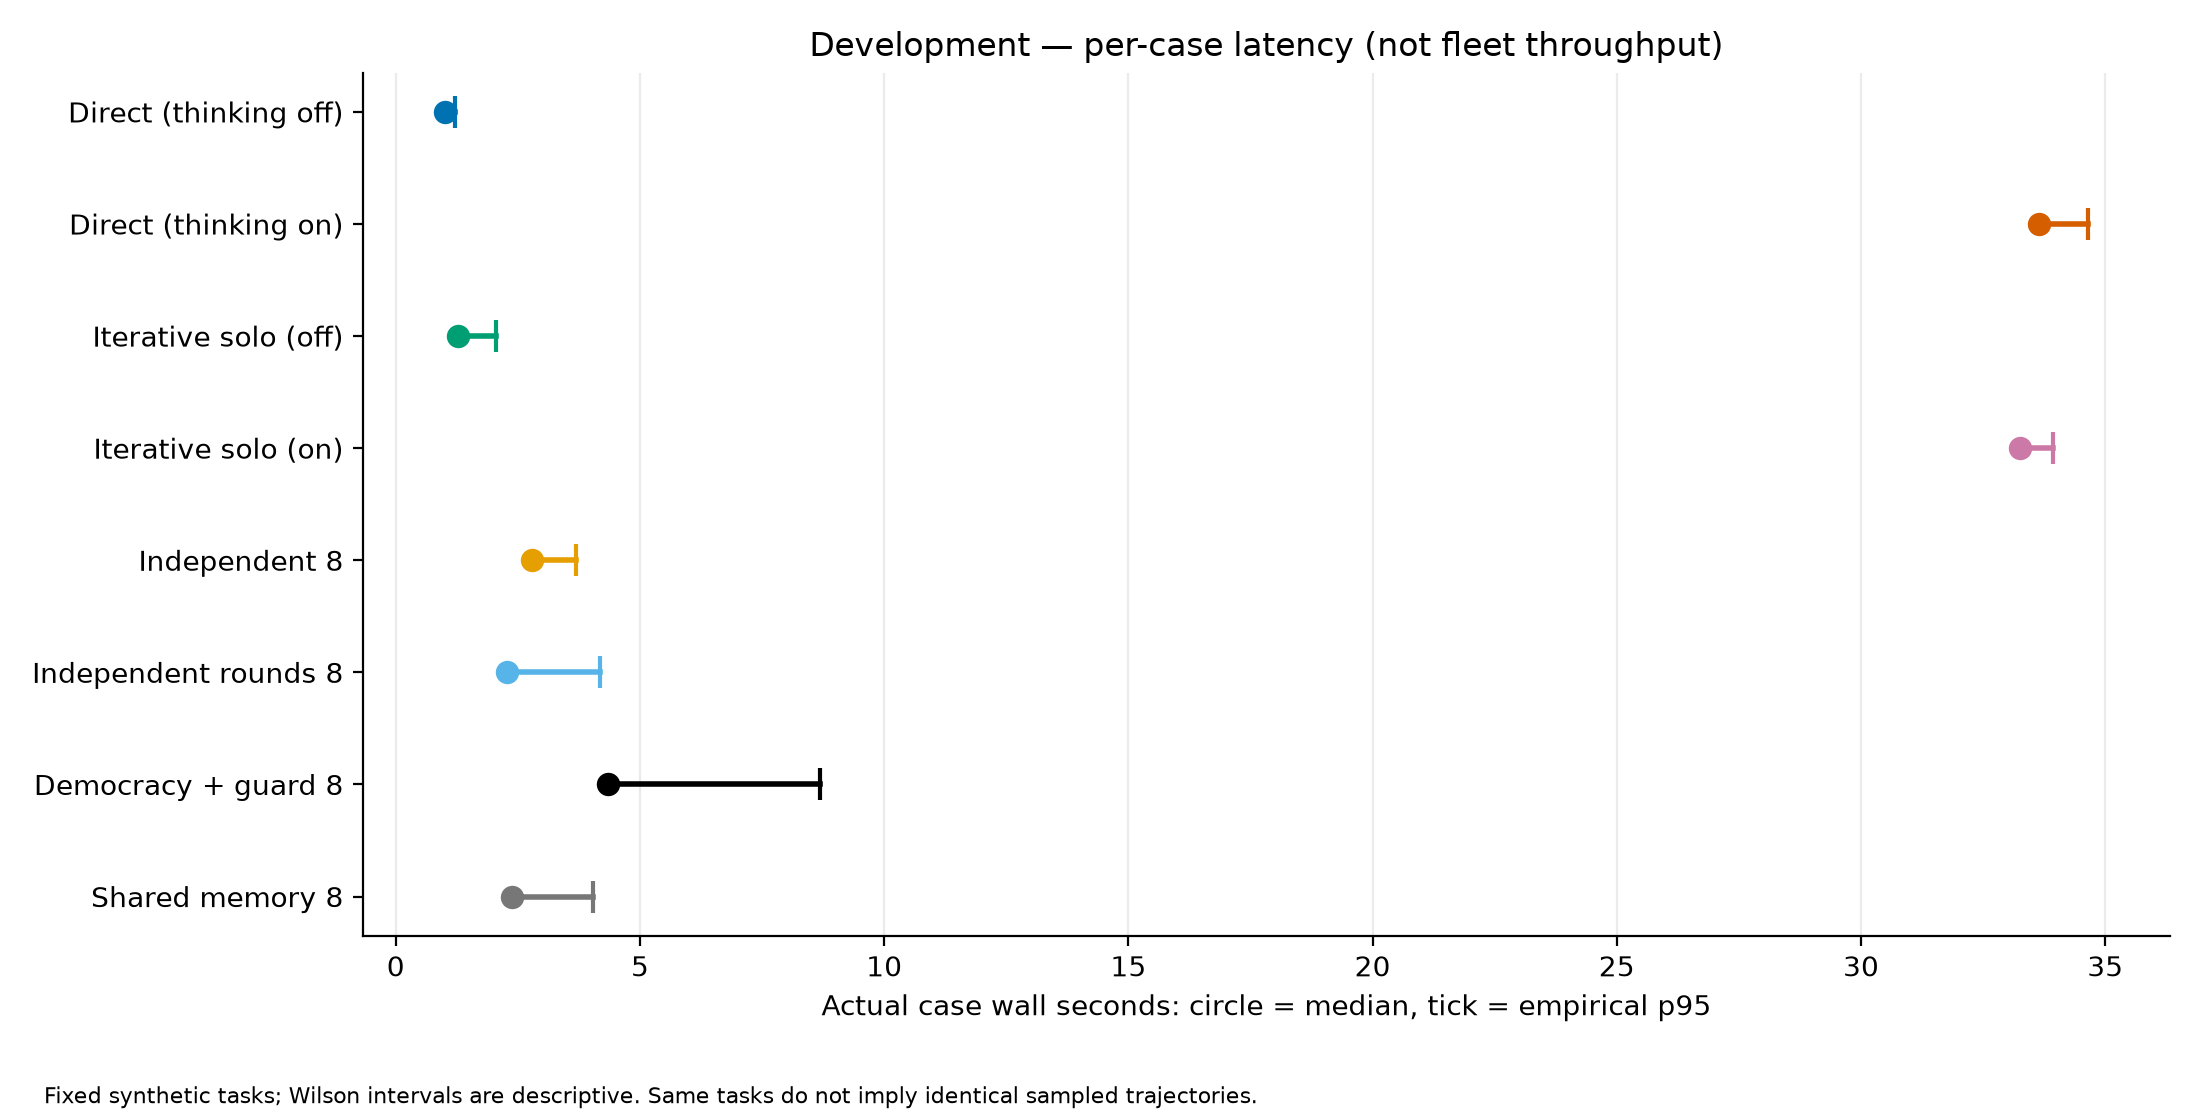 Development — per-case latency (not fleet throughput)
Direct (thinking off)
Direct (thinking on)
Iterative solo (off)
Iterative solo (on)
Independent 8
Independent rounds 8
Democracy + guard 8
Shared memory 8
0 5 10 15 20 25 30 35
Actual case wall seconds: circle = median, tick = empirical p95
Fixed synthetic tasks; Wilson intervals are descriptive. Same tasks do not imply identical sampled trajectories.